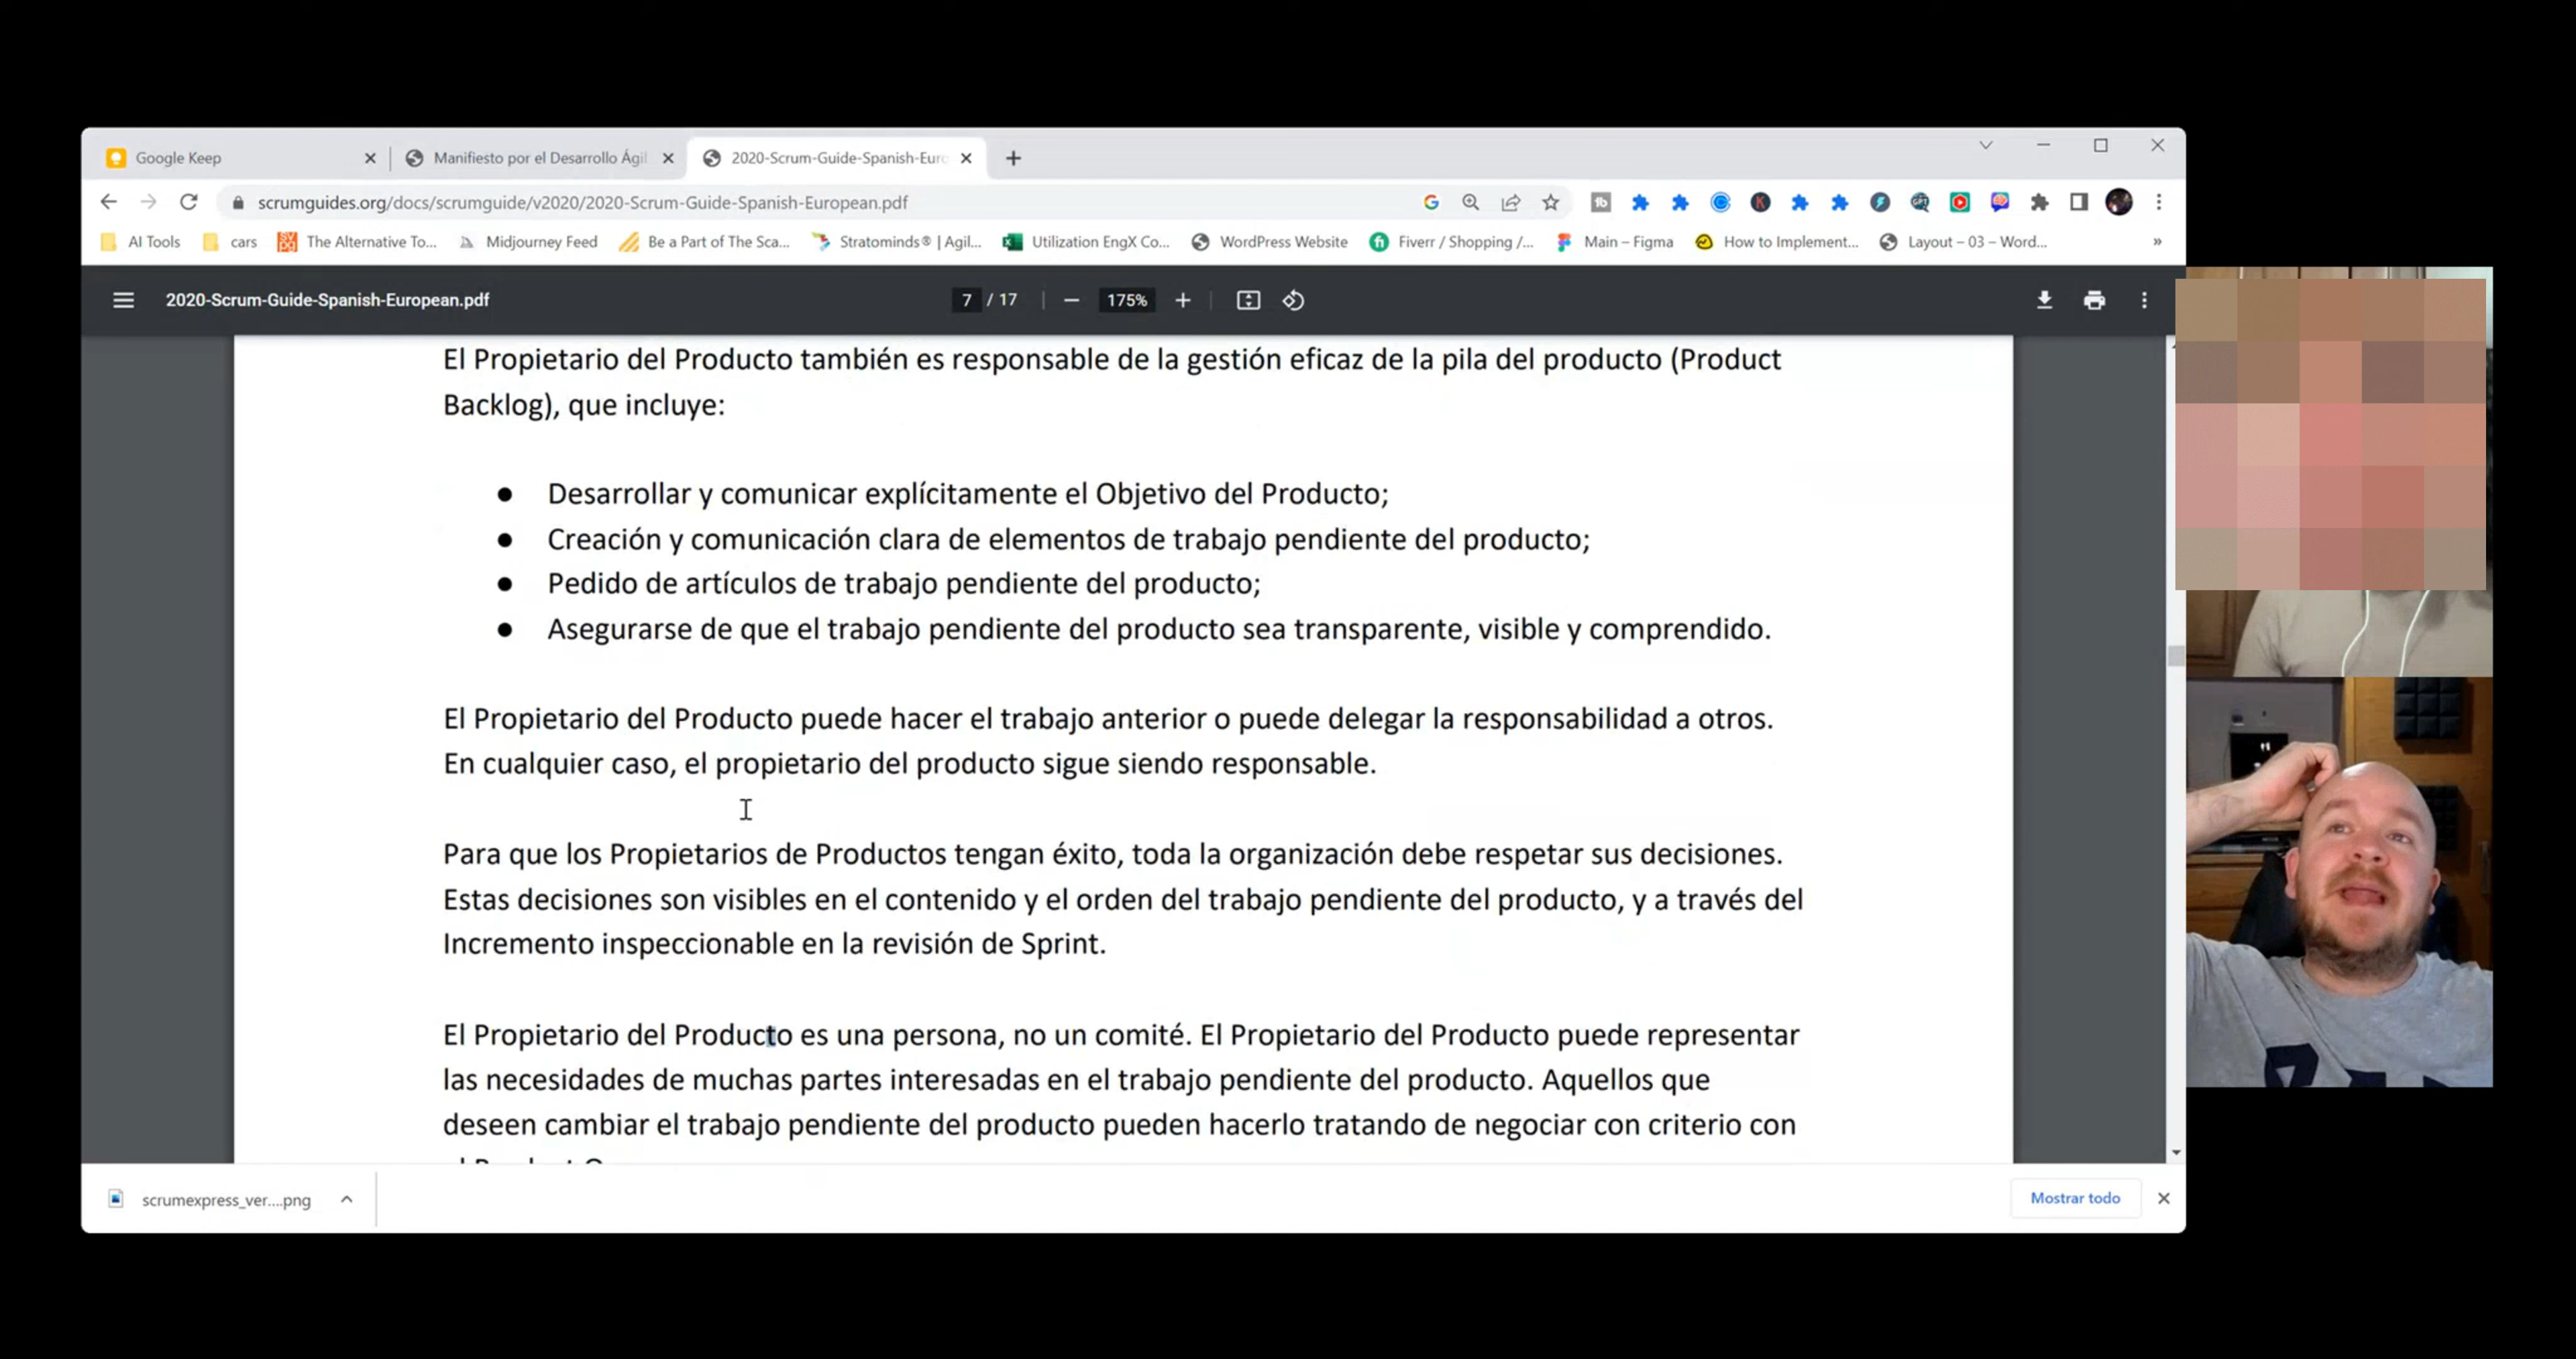 Google Keep
Manifiesto por el Desarrollo Ágil
2020-Scrum-Guide-Spanish-Euro
scrumguides.org/docs/scrumguide/v2020/2020-Scrum-Guide-Spanish-European.pdf
AI Tools
cars
The Alternative To...
Midjourney Feed
Be a Part of The Sca...
Stratominds® | Agil...
Utilization EngX Co...
WordPress Website
Fiverr / Shopping /...
Main – Figma
How to Implement...
Layout – 03 – Word...
2020-Scrum-Guide-Spanish-European.pdf
7 / 17
175%
El Propietario del Producto también es responsable de la gestión eficaz de la pila del producto (Product
Backlog), que incluye:
● Desarrollar y comunicar explícitamente el Objetivo del Producto;
● Creación y comunicación clara de elementos de trabajo pendiente del producto;
● Pedido de artículos de trabajo pendiente del producto;
● Asegurarse de que el trabajo pendiente del producto sea transparente, visible y comprendido.
El Propietario del Producto puede hacer el trabajo anterior o puede delegar la responsabilidad a otros.
En cualquier caso, el propietario del producto sigue siendo responsable.
Para que los Propietarios de Productos tengan éxito, toda la organización debe respetar sus decisiones.
Estas decisiones son visibles en el contenido y el orden del trabajo pendiente del producto, y a través del
Incremento inspeccionable en la revisión de Sprint.
El Propietario del Producto es una persona, no un comité. El Propietario del Producto puede representar
las necesidades de muchas partes interesadas en el trabajo pendiente del producto. Aquellos que
deseen cambiar el trabajo pendiente del producto pueden hacerlo tratando de negociar con criterio con
scrumexpress_ver....png
Mostrar todo